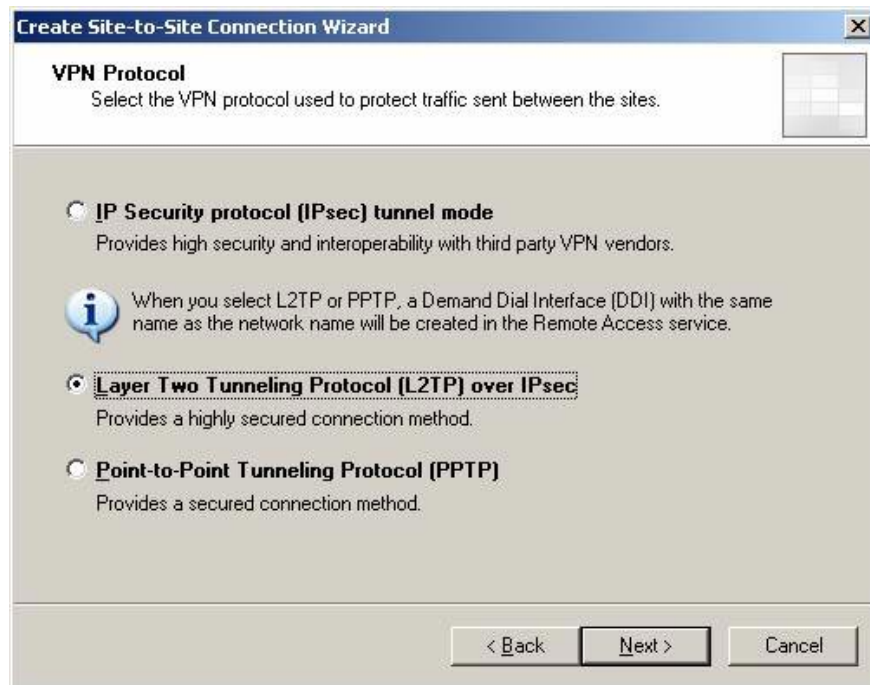 Create Site-to-Site Connection Wizard
VPN Protocol
Select the VPN protocol used to protect traffic sent between the sites.
IP Security protocol (IPsec) tunnel mode
Provides high security and interoperability with third party VPN vendors.
When you select L2TP or PPTP, a Demand Dial Interface (DDI) with the same
name as the network name will be created in the Remote Access service.
Layer Two Tunneling Protocol (L2TP) over IPsec
Provides a highly secured connection method.
Point-to-Point Tunneling Protocol (PPTP)
Provides a secured connection method.
< Back
Next >
Cancel